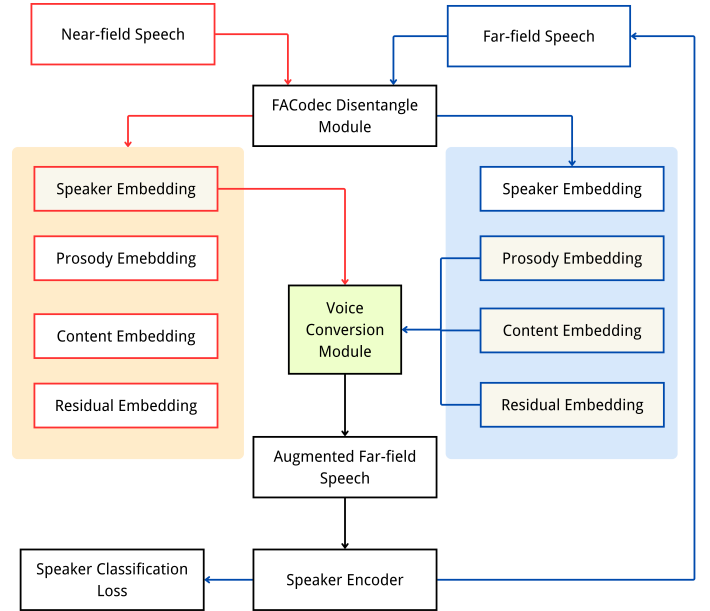 Near-field Speech
Far-field Speech
FACodec Disentangle
Module
Speaker Embedding
Prosody Emebdding
Content Embedding
Residual Embedding
Speaker Embedding
Prosody Embedding
Content Embedding
Residual Embedding
Voice
Conversion
Module
Augmented Far-field
Speech
Speaker Classification
Loss
Speaker Encoder